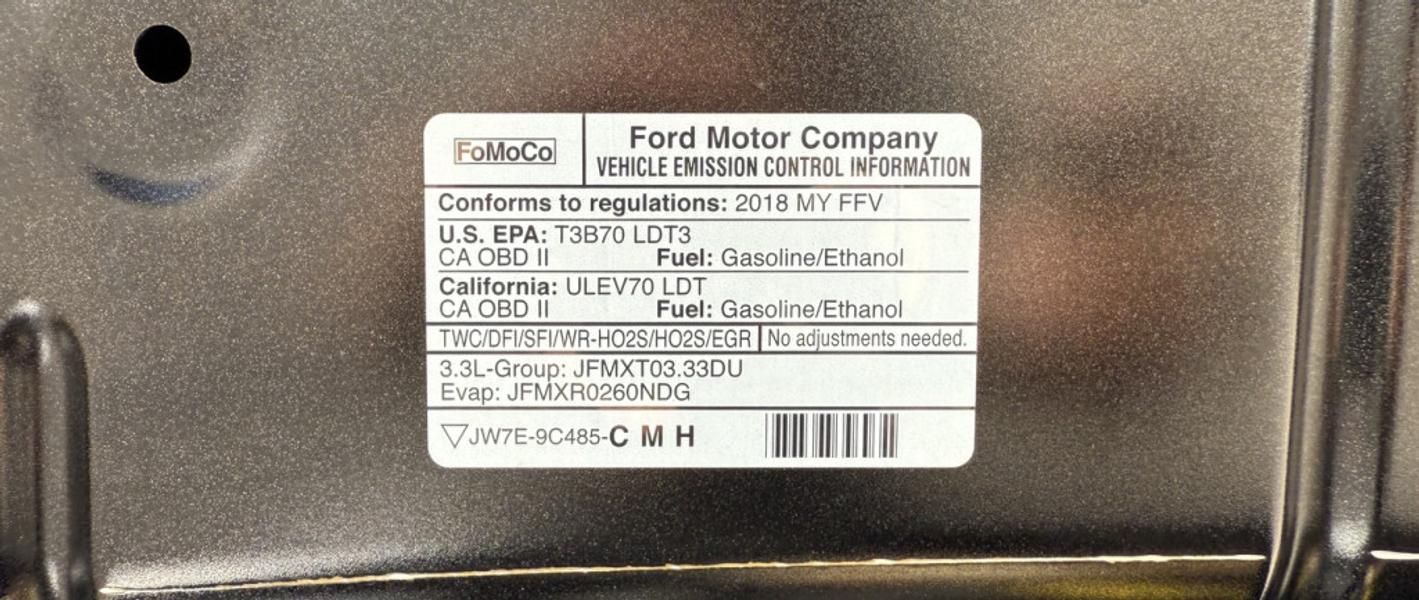 FoMoCo
Ford Motor Company
VEHICLE EMISSION CONTROL INFORMATION
Conforms to regulations: 2018 MY FFV
U.S. EPA: T3B70 LDT3
CA OBD II Fuel: Gasoline/Ethanol
California: ULEV70 LDT
CA OBD II Fuel: Gasoline/Ethanol
TWC/DFI/SFI/WR-HO2S/HO2S/EGR No adjustments needed.
3.3L-Group: JFMXT03.33DU
Evap: JFMXR0260NDG
JW7E-9C485-C M H